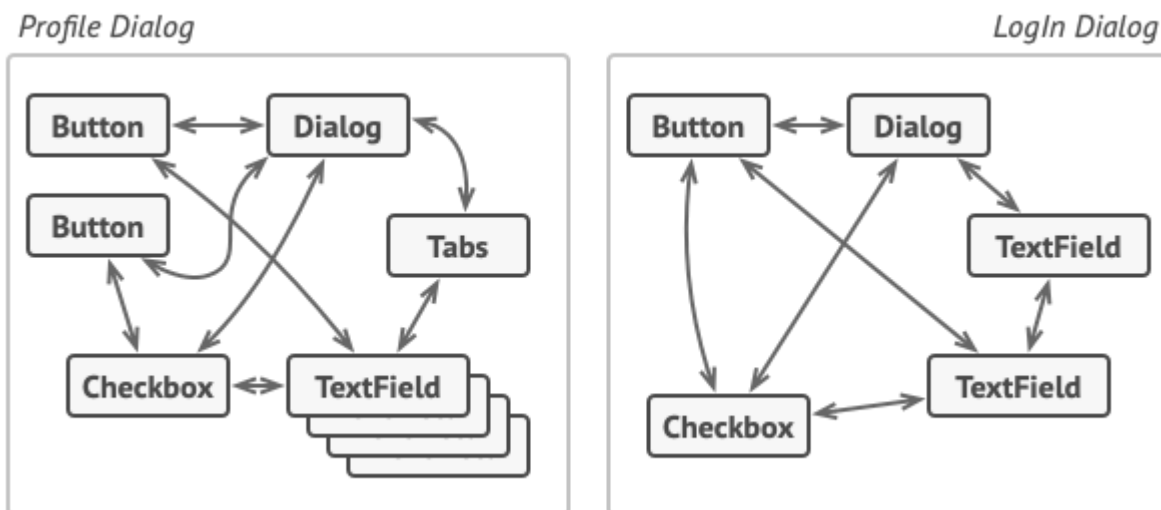 Profile Dialog
LogIn Dialog
Button
Dialog
Button
Tabs
Checkbox
TextField
Button
Dialog
TextField
TextField
Checkbox